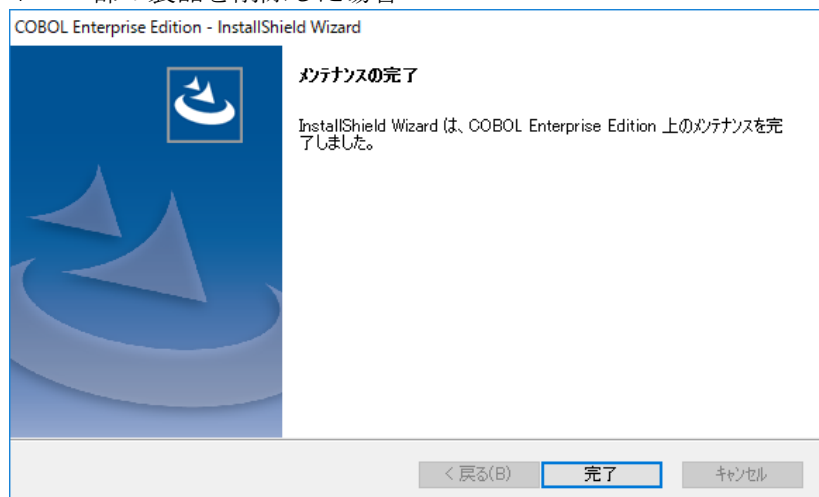 COBOL Enterprise Edition - InstallShield Wizard
メンテナンスの完了
InstallShield Wizard は、COBOL Enterprise Edition 上のメンテナンスを完
了しました。
< 戻る(B)
完了
キャンセル